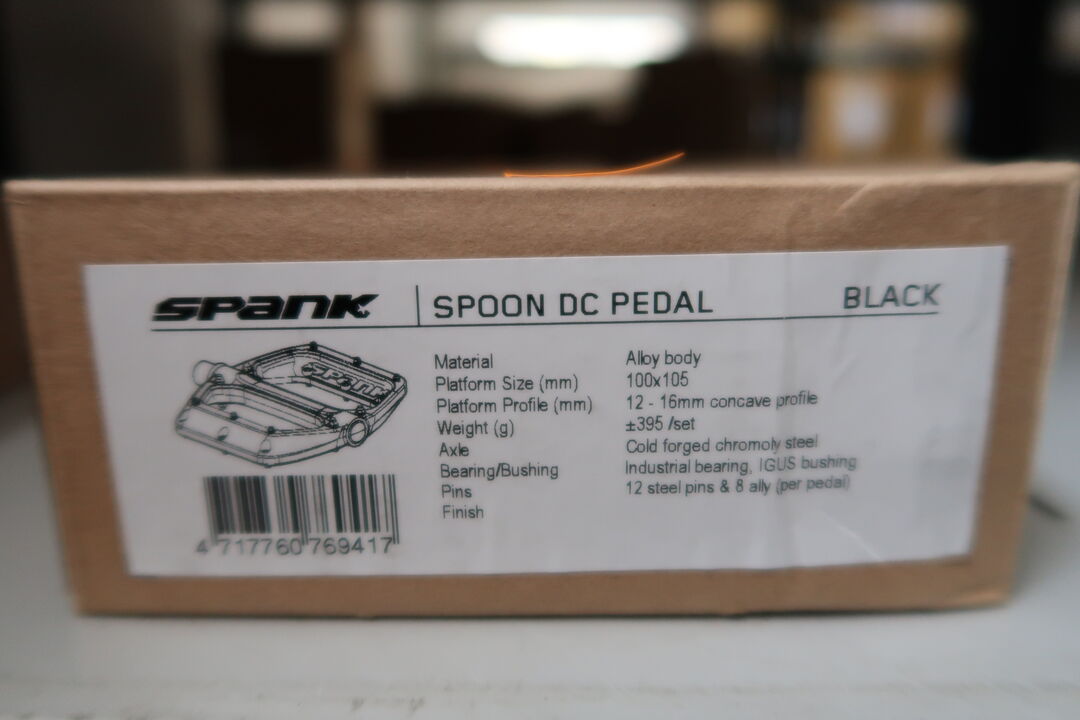 SPANK | SPOON DC PEDAL BLACK
SPANK
Material Alloy body
Platform Size (mm) 100x105
Platform Profile (mm) 12 - 16mm concave profile
Weight (g) ±395 /set
Axle Cold forged chromoly steel
Bearing/Bushing Industrial bearing, IGUS bushing
Pins 12 steel pins & 8 ally (per pedal)
Finish
4 717760 769417